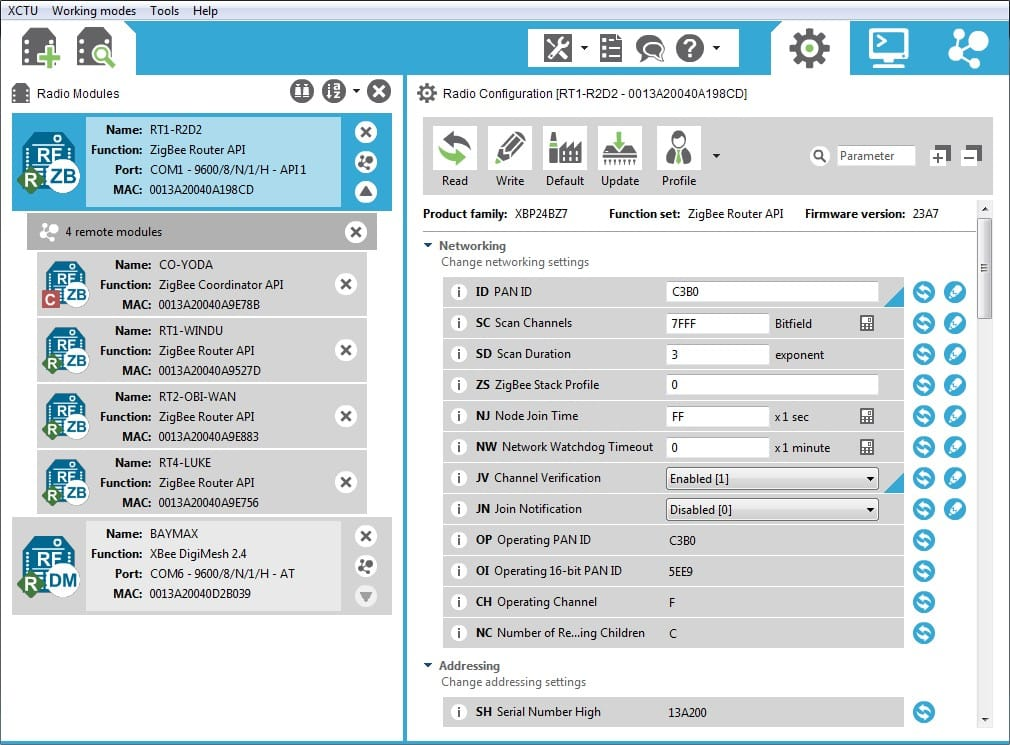 XCTU Working modes Tools Help
Radio Modules
Radio Configuration [RT1-R2D2 - 0013A20040A198CD]
Name: RT1-R2D2
Function: ZigBee Router API
Port: COM1 - 9600/8/N/1/H - API 1
MAC: 0013A20040A198CD
RF
R
ZB
4 remote modules
Name: CO-YODA
Function: ZigBee Coordinator API
MAC: 0013A20040A9E78B
RF
C
ZB
Name: RT1-WINDU
Function: ZigBee Router API
MAC: 0013A20040A9527D
RF
R
ZB
Name: RT2-OBI-WAN
Function: ZigBee Router API
MAC: 0013A20040A9E883
RF
R
ZB
Name: RT4-LUKE
Function: ZigBee Router API
MAC: 0013A20040A9E756
RF
R
ZB
Name: BAYMAX
Function: XBee DigiMesh 2.4
Port: COM6 - 9600/8/N/1/H - AT
MAC: 0013A20040D2B039
RF
R
DM
Read Write Default Update Profile
Parameter
Product family: XBP24BZ7 Function set: ZigBee Router API Firmware version: 23A7
Networking
Change networking settings
i ID PAN ID C3B0
i SC Scan Channels 7FFF Bitfield
i SD Scan Duration 3 exponent
i ZS ZigBee Stack Profile 0
i NJ Node Join Time FF x 1 sec
i NW Network Watchdog Timeout 0 x 1 minute
i JV Channel Verification Enabled [1]
i JN Join Notification Disabled [0]
i OP Operating PAN ID C3B0
i OI Operating 16-bit PAN ID 5EE9
i CH Operating Channel F
i NC Number of Re...ing Children C
Addressing
Change addressing settings
i SH Serial Number High 13A200